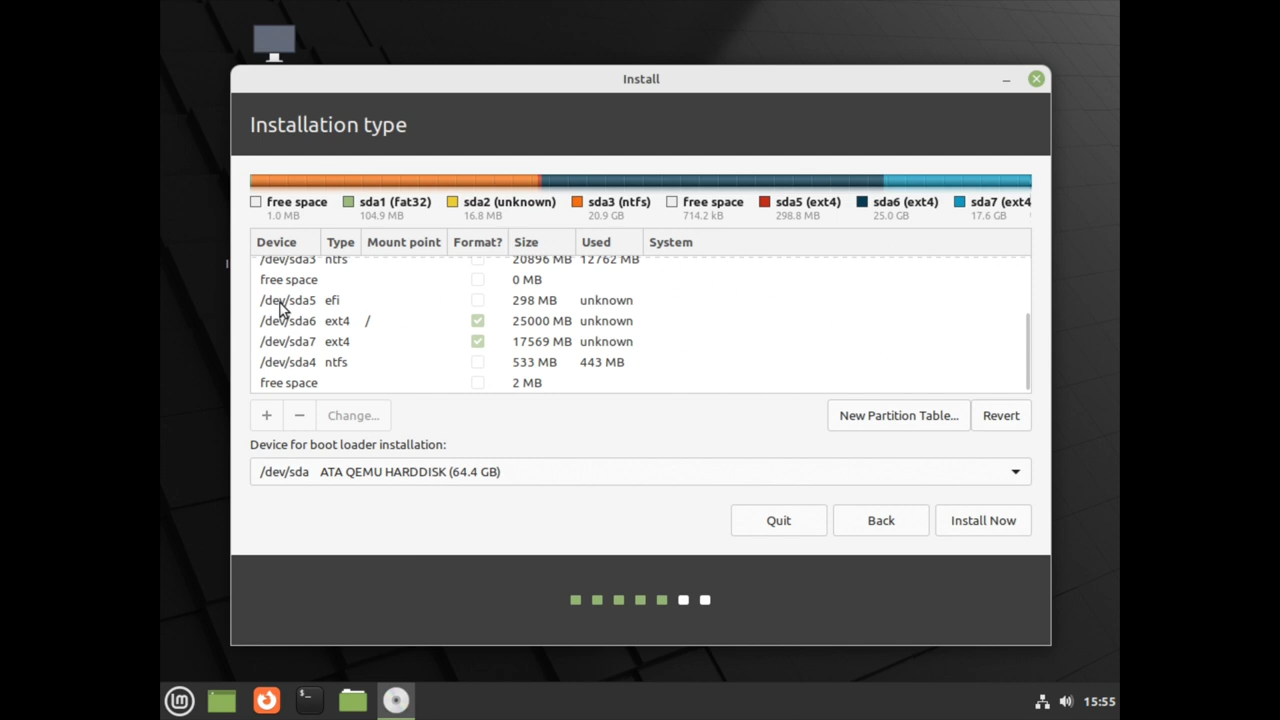 Install
Installation type
free space sda1 (fat32) sda2 (unknown) sda3 (ntfs) free space sda5 (ext4) sda6 (ext4) sda7 (ext4
1.0 MB 104.9 MB 16.8 MB 20.9 GB 714.2 kB 298.8 MB 25.0 GB 17.6 GB
Device Type Mount point Format? Size Used System
/dev/sda3 ntfs 20896 MB 12762 MB
free space 0 MB
/dev/sda5 efi 298 MB unknown
/dev/sda6 ext4 / 25000 MB unknown
/dev/sda7 ext4 17569 MB unknown
/dev/sda4 ntfs 533 MB 443 MB
free space 2 MB
+ − Change... New Partition Table... Revert
Device for boot loader installation:
/dev/sda ATA QEMU HARDDISK (64.4 GB)
Quit Back Install Now
15:55